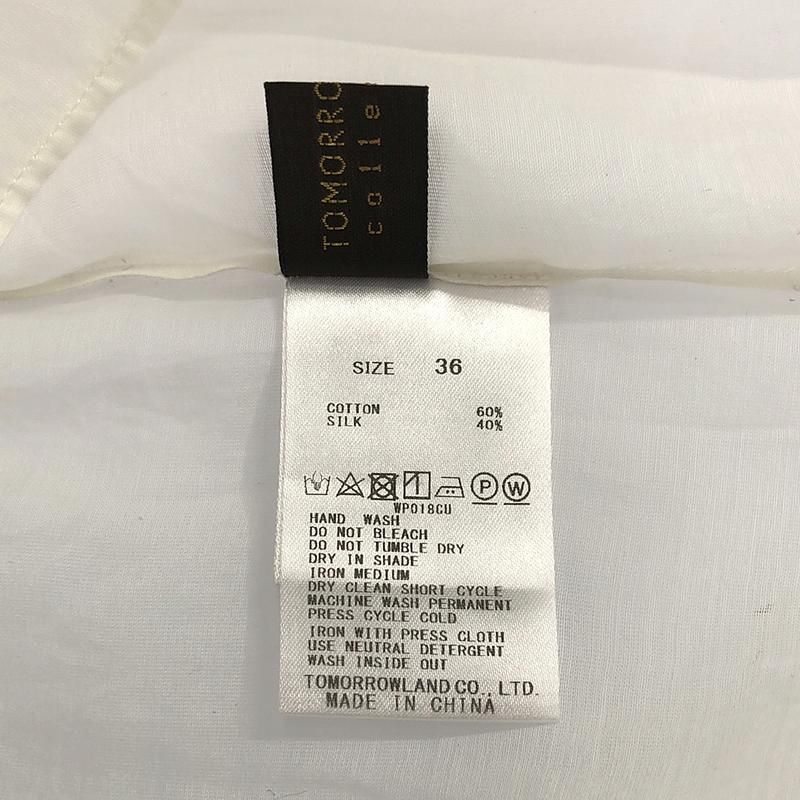 TOMORRO
colle
SIZE 36
COTTON 60%
SILK 40%
P W
WP018GU
HAND WASH
DO NOT BLEACH
DO NOT TUMBLE DRY
DRY IN SHADE
IRON MEDIUM
DRY CLEAN SHORT CYCLE
MACHINE WASH PERMANENT
PRESS CYCLE COLD
IRON WITH PRESS CLOTH
USE NEUTRAL DETERGENT
WASH INSIDE OUT
TOMORROWLAND CO., LTD.
MADE IN CHINA